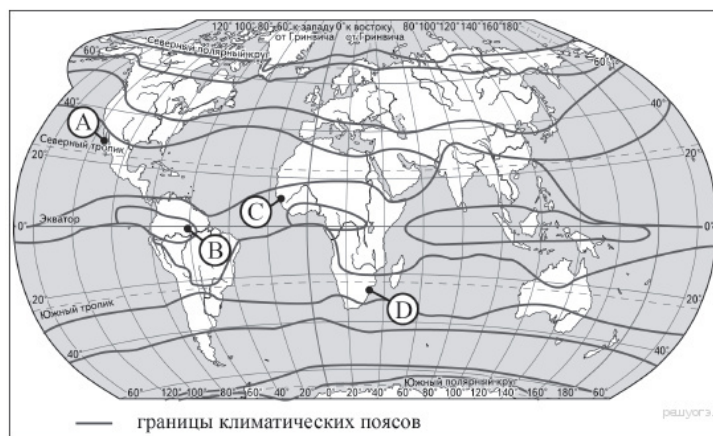 120° 100° 80° 60° к западу 0° к востоку 80° 100° 120° 140° 160° 180°
от Гринвича от Гринвича
Северный полярный круг
60° 60°
40° 40°
A
Северный тропик
20° 20°
C
Экватор 0°
B
20° 20°
D
Южный тропик
40° 40°
Южный полярный круг
60° 120° 100° 80° 60° 40° 20° 0° 20° 40° 60° 80° 100° 120° 140° 160° 180° 60°
границы климатических поясов
решуогэ.